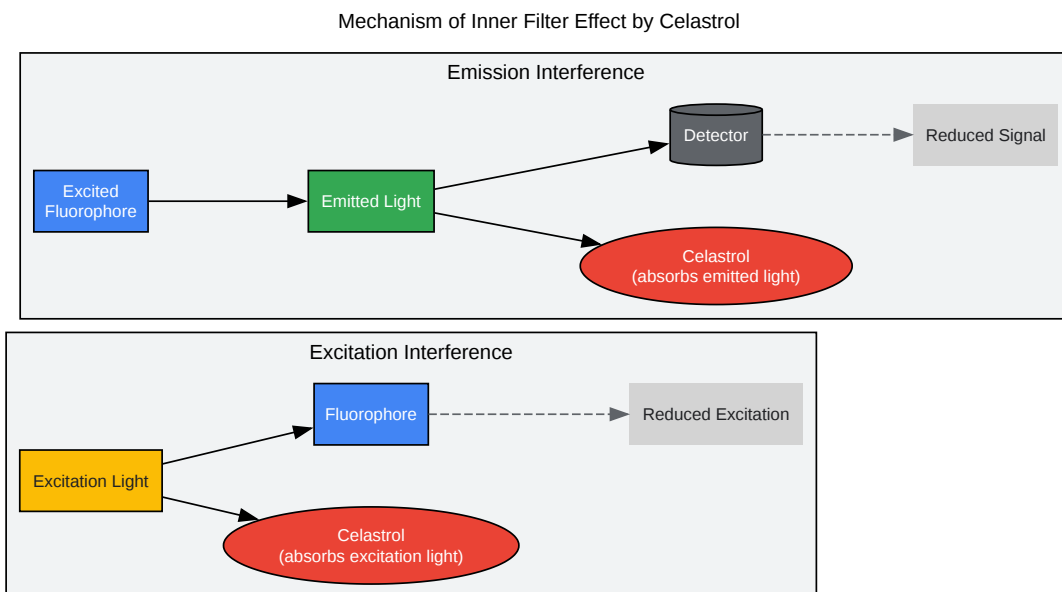 Mechanism of Inner Filter Effect by Celastrol
Emission Interference
Detector
Reduced Signal
Excited
Fluorophore
Emitted Light
Celastrol
(absorbs emitted light)
Excitation Interference
Fluorophore
Reduced Excitation
Excitation Light
Celastrol
(absorbs excitation light)